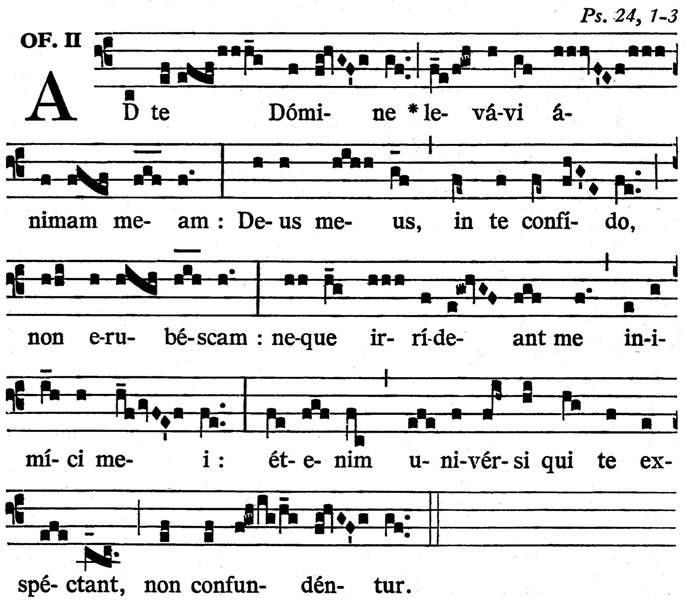 Ps. 24, 1-3
OF. II
AD te Dómi- ne * le- vá-vi á-
nimam me- am : De-us me- us, in te confí- do,
non e-ru- bé-scam : ne-que ir- rí-de- ant me in-i-
mí- ci me- i : ét-e- nim u- ni-vér- si qui te ex-
spé- ctant, non confun- dén- tur.